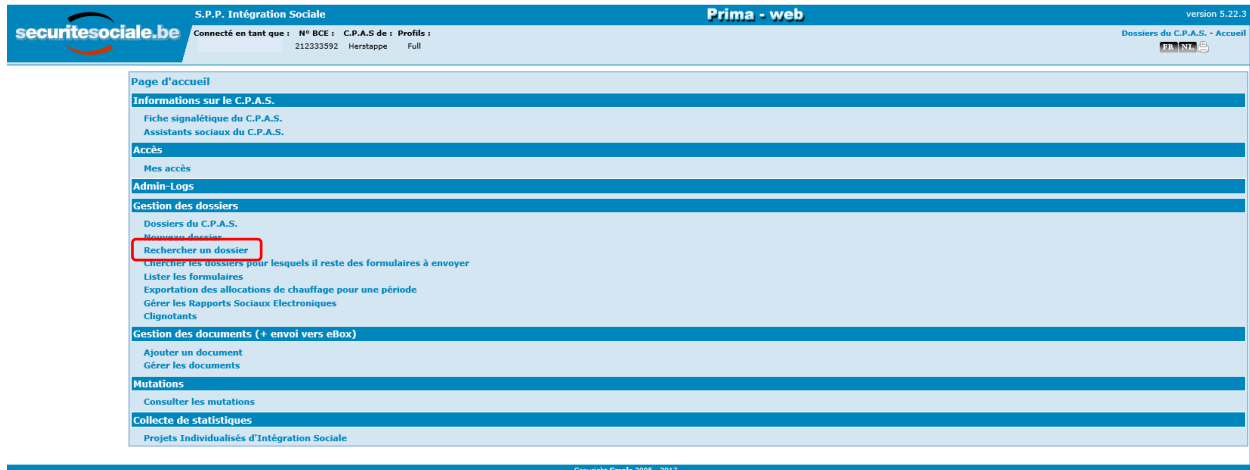 S.P.P. Intégration Sociale
Prima - web
version 5.22.3
securitesociale.be
Connecté en tant que : N° BCE : C.P.A.S de : Profils :
212333592 Herstappe Full
Dossiers du C.P.A.S. - Accueil
FR NL
Page d'accueil
Informations sur le C.P.A.S.
Fiche signalétique du C.P.A.S.
Assistants sociaux du C.P.A.S.
Accès
Mes accès
Admin-Logs
Gestion des dossiers
Dossiers du C.P.A.S.
Nouveau dossier
Rechercher un dossier
Chercher les dossiers pour lesquels il reste des formulaires à envoyer
Lister les formulaires
Exportation des allocations de chauffage pour une période
Gérer les Rapports Sociaux Electroniques
Clignotants
Gestion des documents (+ envoi vers eBox)
Ajouter un document
Gérer les documents
Mutations
Consulter les mutations
Collecte de statistiques
Projets Individualisés d'Intégration Sociale
Copyright Smals 2005 - 2017